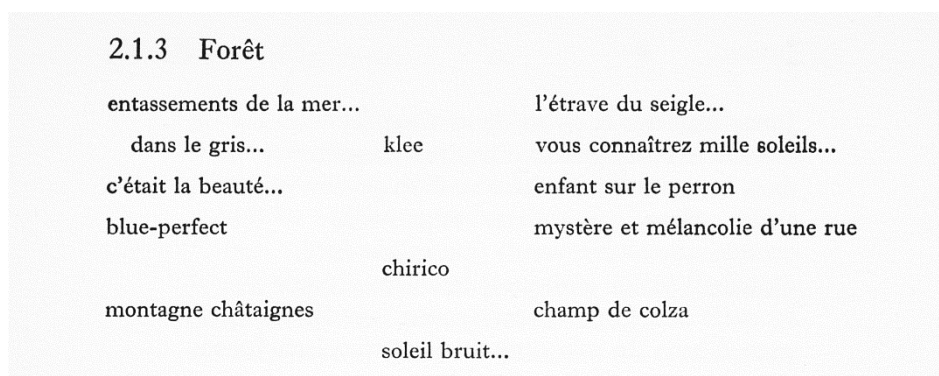 2.1.3 Forêt
entassements de la mer... l'étrave du seigle...
dans le gris... klee vous connaîtrez mille soleils...
c'était la beauté... enfant sur le perron
blue-perfect mystère et mélancolie d'une rue
chirico
montagne châtaignes champ de colza
soleil bruit...